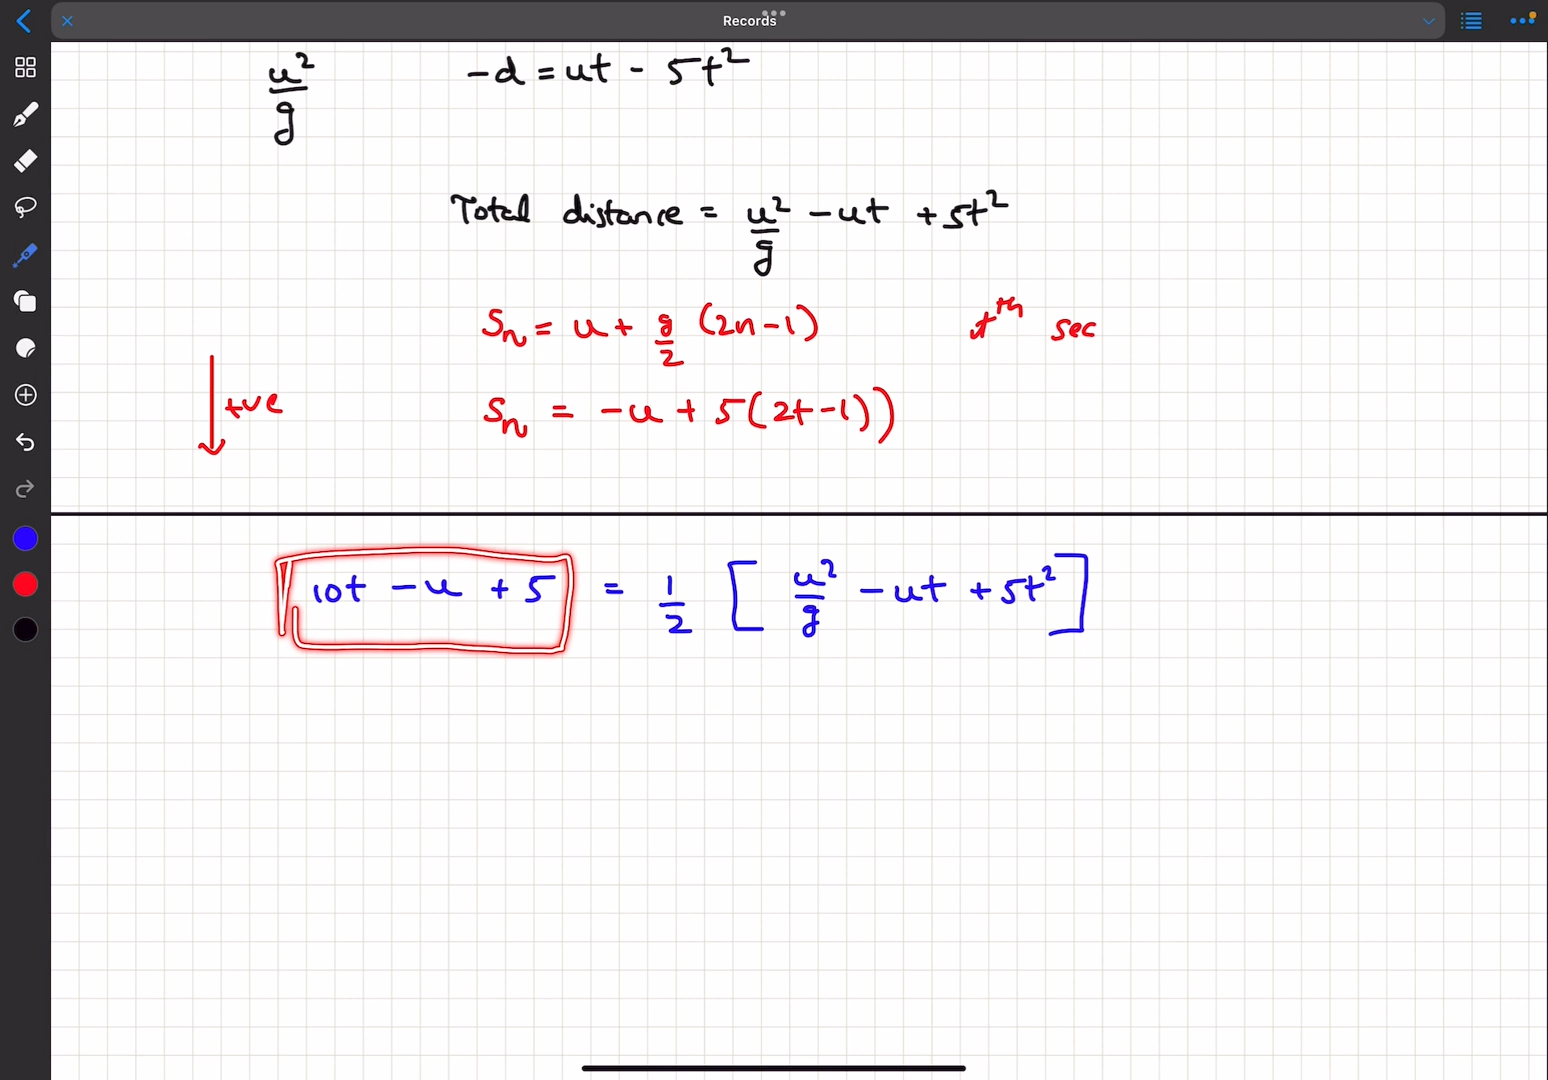 Records
u²/g -d = ut - 5t²
Total distance = u²/g - ut + 5t²
Sn = u + g/2 (2n-1) tth sec
+ve Sn = -u + 5(2t-1))
10t - u + 5 = 1/2 [u²/g - ut + 5t²]